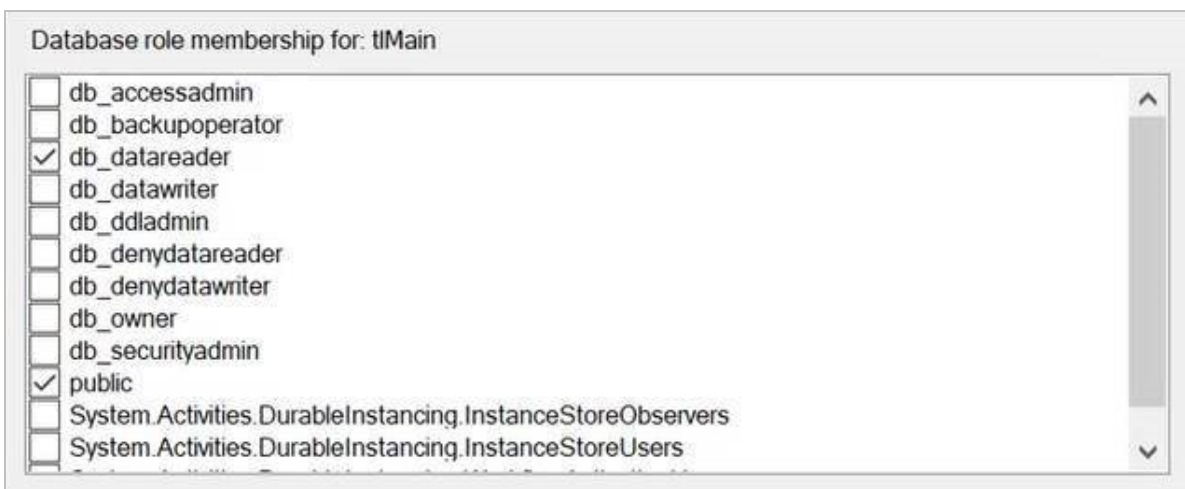 Database role membership for: tlMain
db_accessadmin
db_backupoperator
db_datareader
db_datawriter
db_ddladmin
db_denydatareader
db_denydatawriter
db_owner
db_securityadmin
public
System.Activities.DurableInstancing.InstanceStoreObservers
System.Activities.DurableInstancing.InstanceStoreUsers